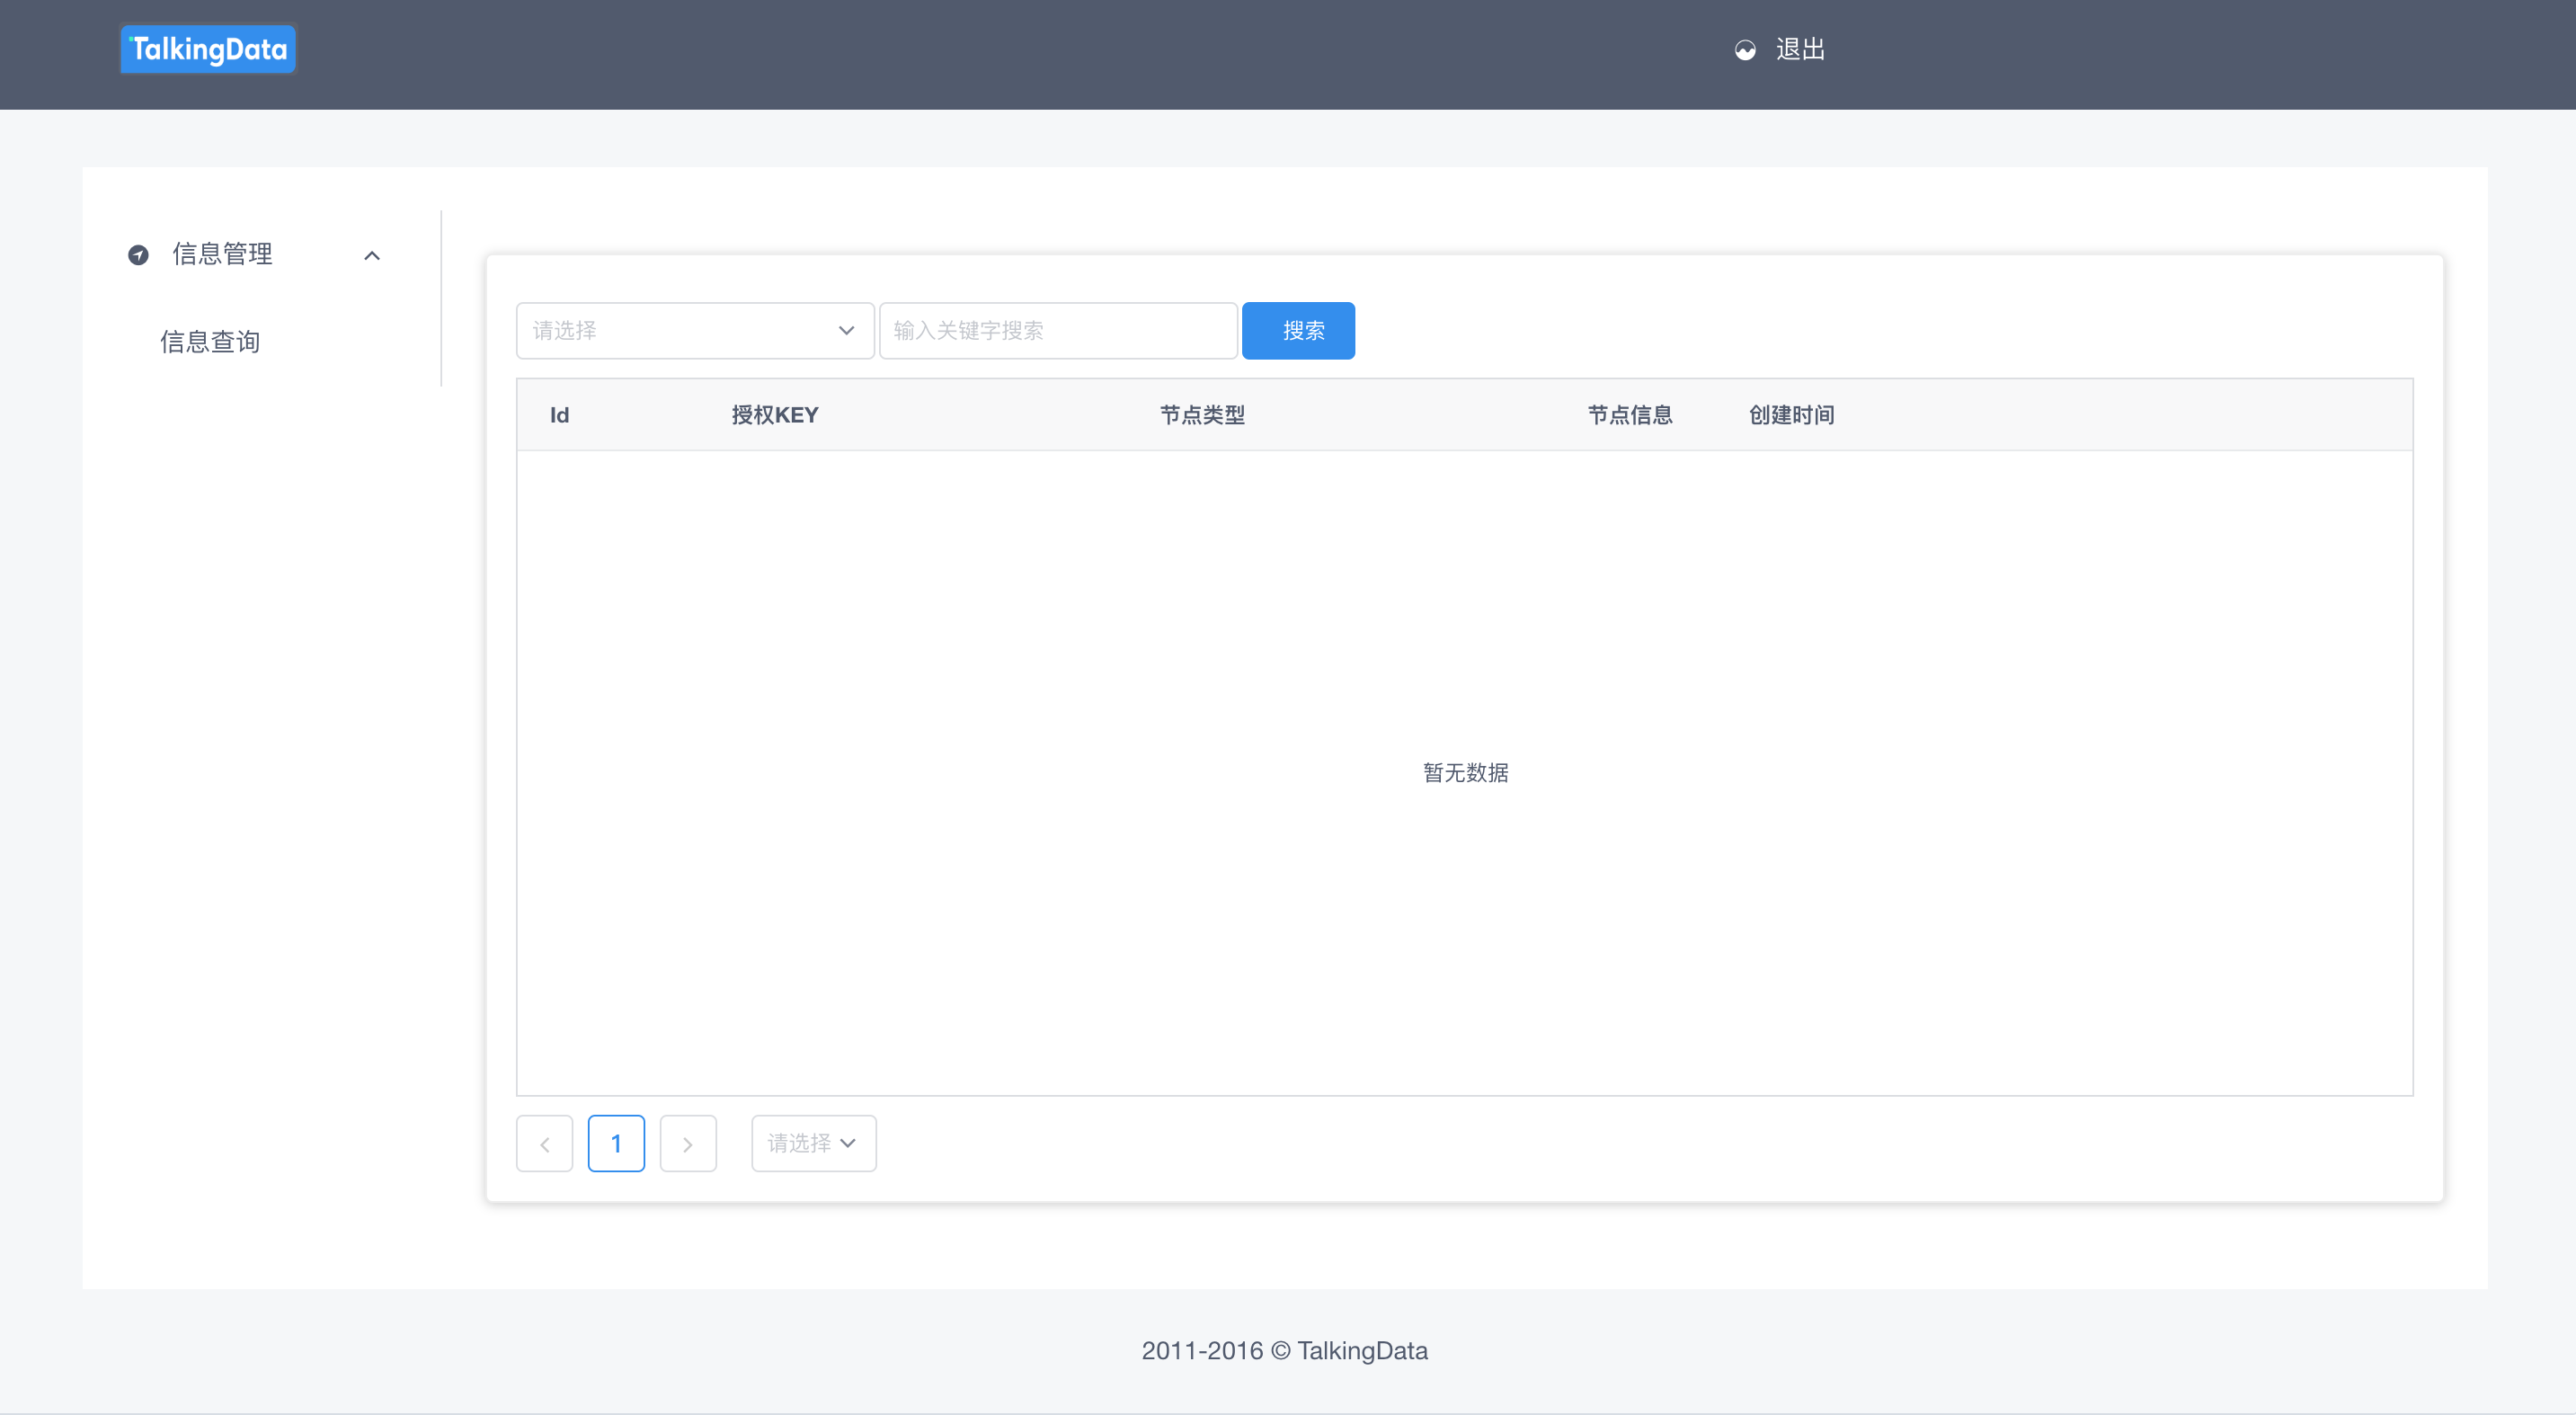 TalkingData
退出
信息管理
信息查询
请选择
输入关键字搜索
搜索
Id 授权KEY 节点类型 节点信息 创建时间
暂无数据
1
请选择
2011-2016 © TalkingData